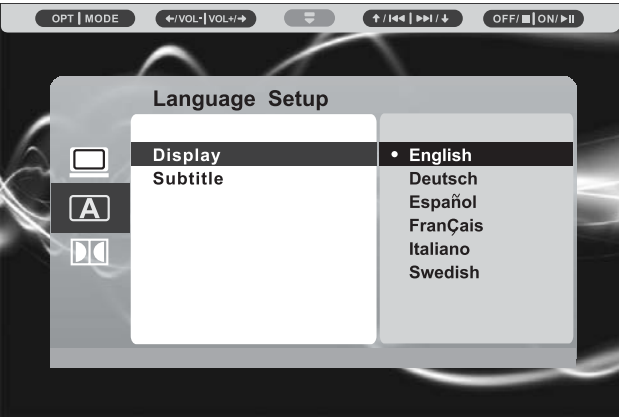 OPT | MODE ←/VOL- | VOL+/→ ↑/I◀◀ | ▶▶I/↓ OFF/■ | ON/▶II
Language Setup
Display • English
Subtitle Deutsch
A Español
FranÇais
Italiano
Swedish